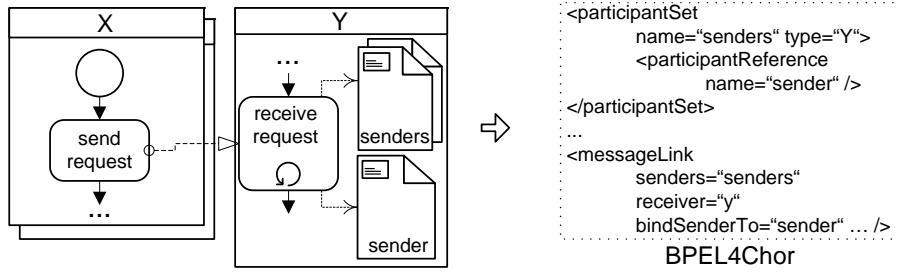 X
send
request
...
Y
...
receive
request
senders
sender
<participantSet
name=“senders“ type=“Y“>
<participantReference
name=“sender“ />
</participantSet>
...
<messageLink
senders=“senders“
receiver=“y“
bindSenderTo=“sender“ … />
BPEL4Chor